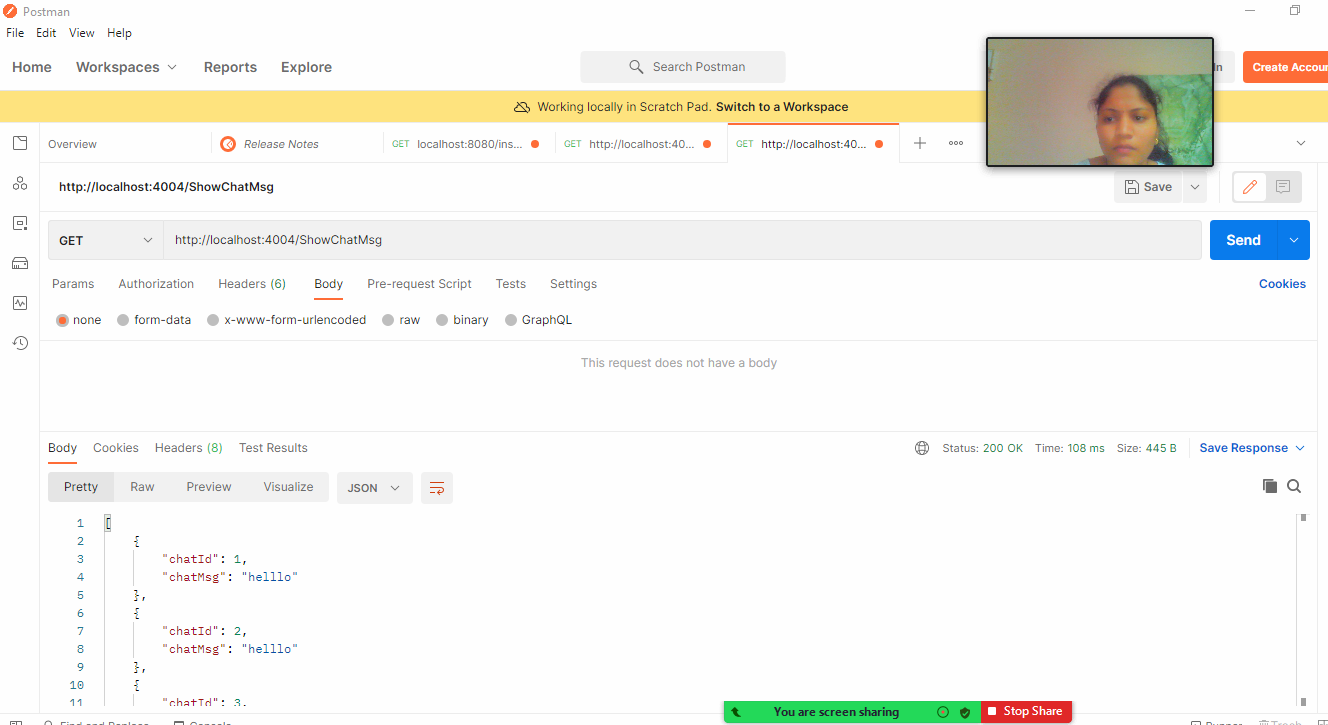 Postman
File Edit View Help
Home Workspaces Reports Explore Search Postman In Create Accoun
Working locally in Scratch Pad. Switch to a Workspace
Overview Release Notes GET localhost:8080/ins... GET http://localhost:40... GET http://localhost:40...
http://localhost:4004/ShowChatMsg Save
GET http://localhost:4004/ShowChatMsg Send
Params Authorization Headers (6) Body Pre-request Script Tests Settings Cookies
none form-data x-www-form-urlencoded raw binary GraphQL
This request does not have a body
Body Cookies Headers (8) Test Results Status: 200 OK Time: 108 ms Size: 445 B Save Response
Pretty Raw Preview Visualize JSON
1 [
2 {
3 "chatId": 1,
4 "chatMsg": "helllo"
5 },
6 {
7 "chatId": 2,
8 "chatMsg": "helllo"
9 },
10 {
11 "chatId": 3,
You are screen sharing Stop Share
Find and Replace Console Runner Trash